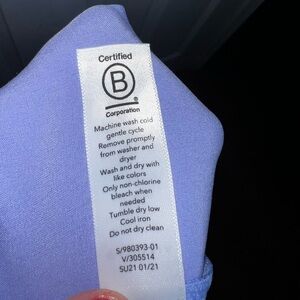 Certified
B
Corporation
Machine wash cold
gentle cycle
Remove promptly
from washer and
dryer
Wash and dry with
like colors
Only non-chlorine
bleach when
needed
Tumble dry low
Cool iron
Do not dry clean
S/980393-01
V/305514
SU21 01/21